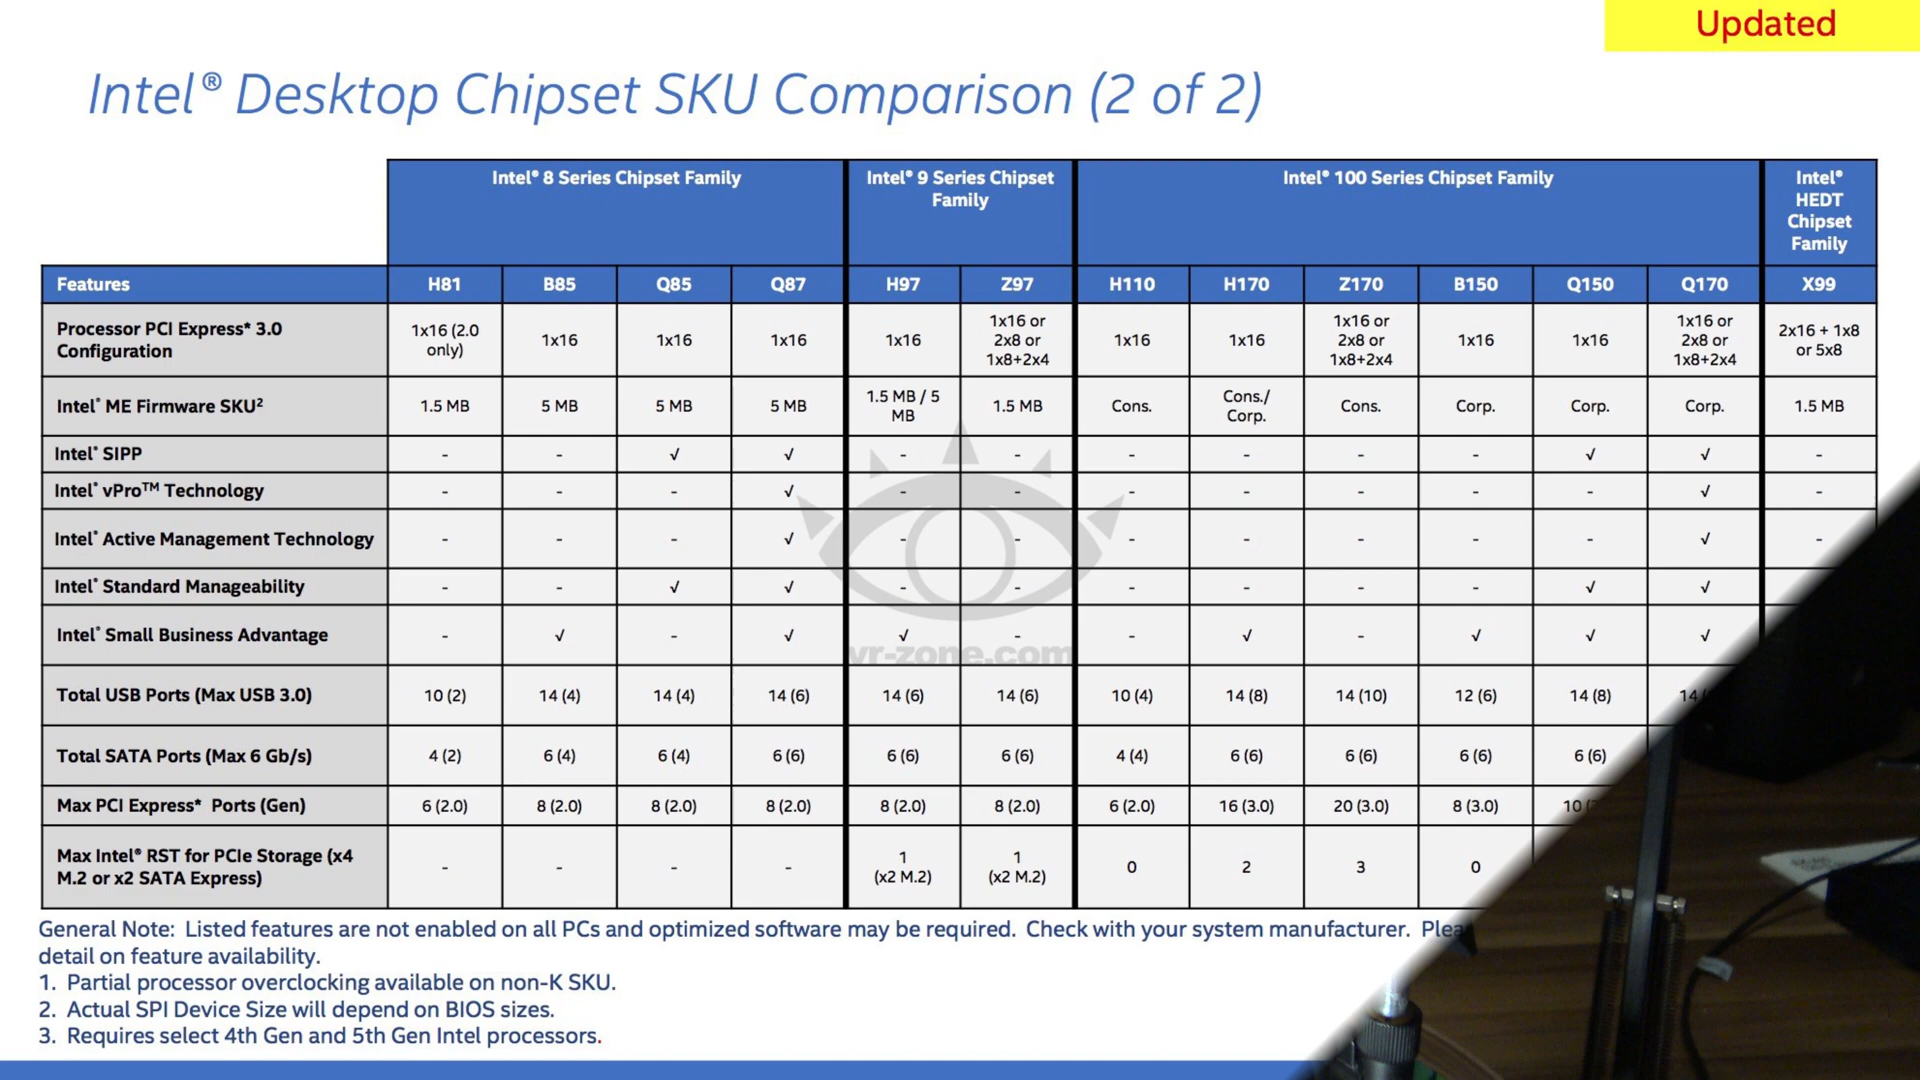 Updated
Intel® Desktop Chipset SKU Comparison (2 of 2)
Intel® 8 Series Chipset Family
Intel® 9 Series Chipset
Family
Intel® 100 Series Chipset Family
Intel®
HEDT
Chipset
Family
Features H81 B85 Q85 Q87 H97 Z97 H110 H170 Z170 B150 Q150 Q170 X99
Processor PCI Express* 3.0
Configuration
1x16 (2.0
only)
1x16 1x16 1x16 1x16
1x16 or
2x8 or
1x8+2x4
1x16 1x16
1x16 or
2x8 or
1x8+2x4
1x16 1x16
1x16 or
2x8 or
1x8+2x4
2x16 + 1x8
or 5x8
Intel® ME Firmware SKU² 1.5 MB 5 MB 5 MB 5 MB
1.5 MB / 5
MB
1.5 MB Cons.
Cons./
Corp.
Cons. Corp. Corp. Corp. 1.5 MB
Intel® SIPP - - √ √ - - - - - - √ √ -
Intel® vPro™ Technology - - - √ - - - - - - - √ -
Intel® Active Management Technology - - - √ - - - - - - - √ -
Intel® Standard Manageability - - √ √ - - - - - - √ √
Intel® Small Business Advantage - √ - √ √ - - √ - √ √ √
vr-zone.com
Total USB Ports (Max USB 3.0) 10 (2) 14 (4) 14 (4) 14 (6) 14 (6) 14 (6) 10 (4) 14 (8) 14 (10) 12 (6) 14 (8) 14
Total SATA Ports (Max 6 Gb/s) 4 (2) 6 (4) 6 (4) 6 (6) 6 (6) 6 (6) 4 (4) 6 (6) 6 (6) 6 (6) 6 (6)
Max PCI Express* Ports (Gen) 6 (2.0) 8 (2.0) 8 (2.0) 8 (2.0) 8 (2.0) 8 (2.0) 6 (2.0) 16 (3.0) 20 (3.0) 8 (3.0) 10
Max Intel® RST for PCIe Storage (x4
M.2 or x2 SATA Express)
- - - -
1
(x2 M.2)
1
(x2 M.2)
0 2 3 0
General Note: Listed features are not enabled on all PCs and optimized software may be required. Check with your system manufacturer.
detail on feature availability.
1. Partial processor overclocking available on non-K SKU.
2. Actual SPI Device Size will depend on BIOS sizes.
3. Requires select 4th Gen and 5th Gen Intel processors.